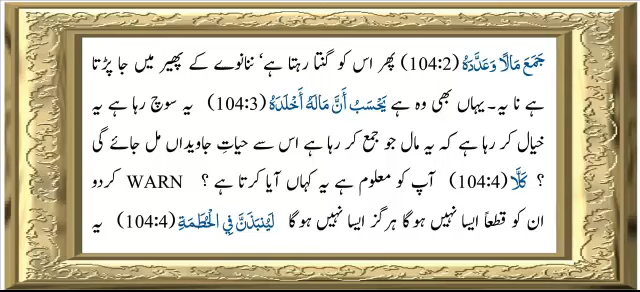 جَمَعَ مَالًا وَعَدَّدَهُ (104:2) پھر اس کو گنتا رہتا ہے‘ ننانوے کے پھیر میں جا پڑتا
ہے نا یہ۔ یہاں بھی وہ ہے يَحْسَبُ أَنَّ مَالَهُ أَخْلَدَهُ (104:3) یہ سوچ رہا ہے یہ
خیال کر رہا ہے کہ یہ مال جو جمع کر رہا ہے اس سے حیاتِ جاویداں مل جائے گی
؟ كَلَّا (104:4) آپ کو معلوم ہے یہ کہاں آیا کرتا ہے ؟ WARN کردو
ان کو قطعاً ایسا نہیں ہوگا ہرگز ایسا نہیں ہوگا لَيُنبَذَنَّ فِي الْحُطَمَةِ (104:4) یہ